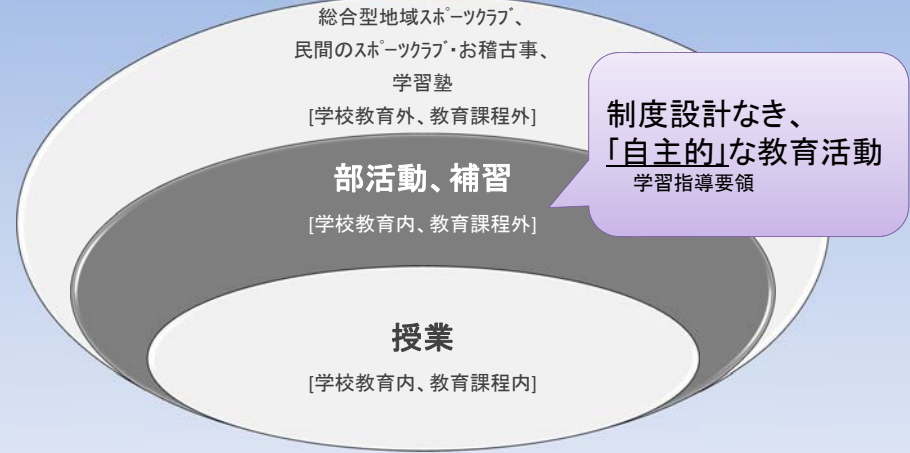 総合型地域ｽﾎﾟｰﾂｸﾗﾌﾞ、
民間のｽﾎﾟｰﾂｸﾗﾌﾞ・お稽古事、
学習塾
[学校教育外、教育課程外]
制度設計なき、
「自主的」な教育活動
学習指導要領
部活動、補習
[学校教育内、教育課程外]
授業
[学校教育内、教育課程内]